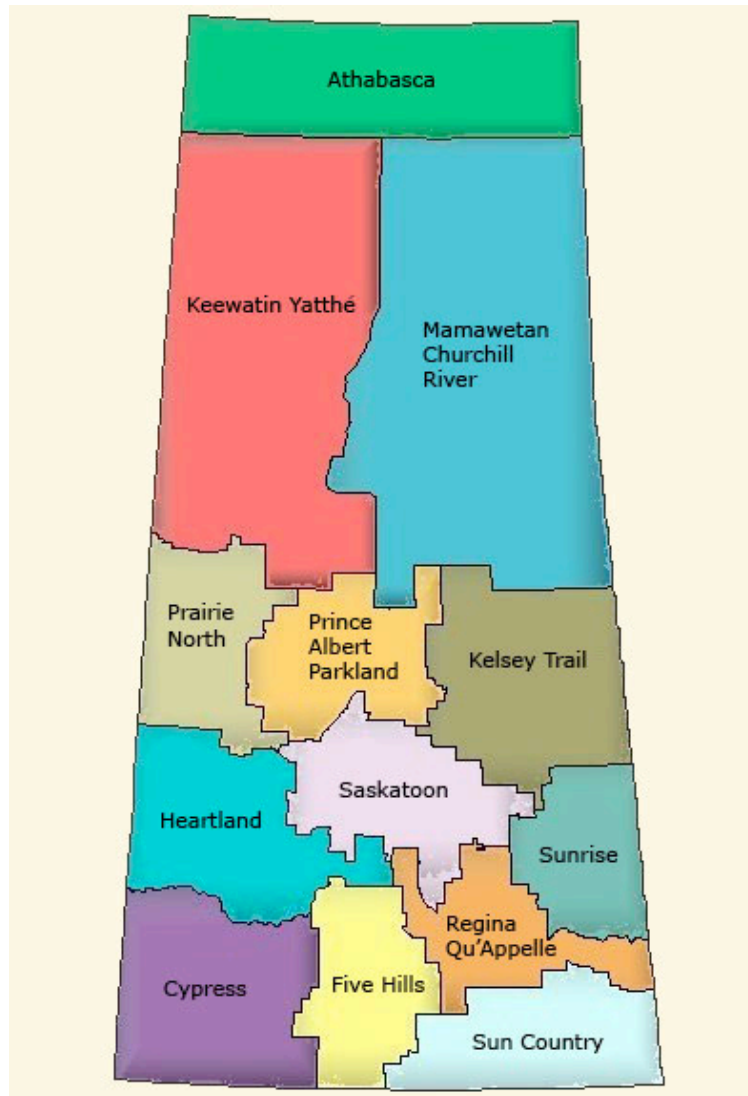 Athabasca
Keewatin Yatthé
Mamawetan
Churchill
River
Prairie
North
Prince
Albert
Parkland
Kelsey Trail
Saskatoon
Heartland
Sunrise
Regina
Qu'Appelle
Cypress
Five Hills
Sun Country